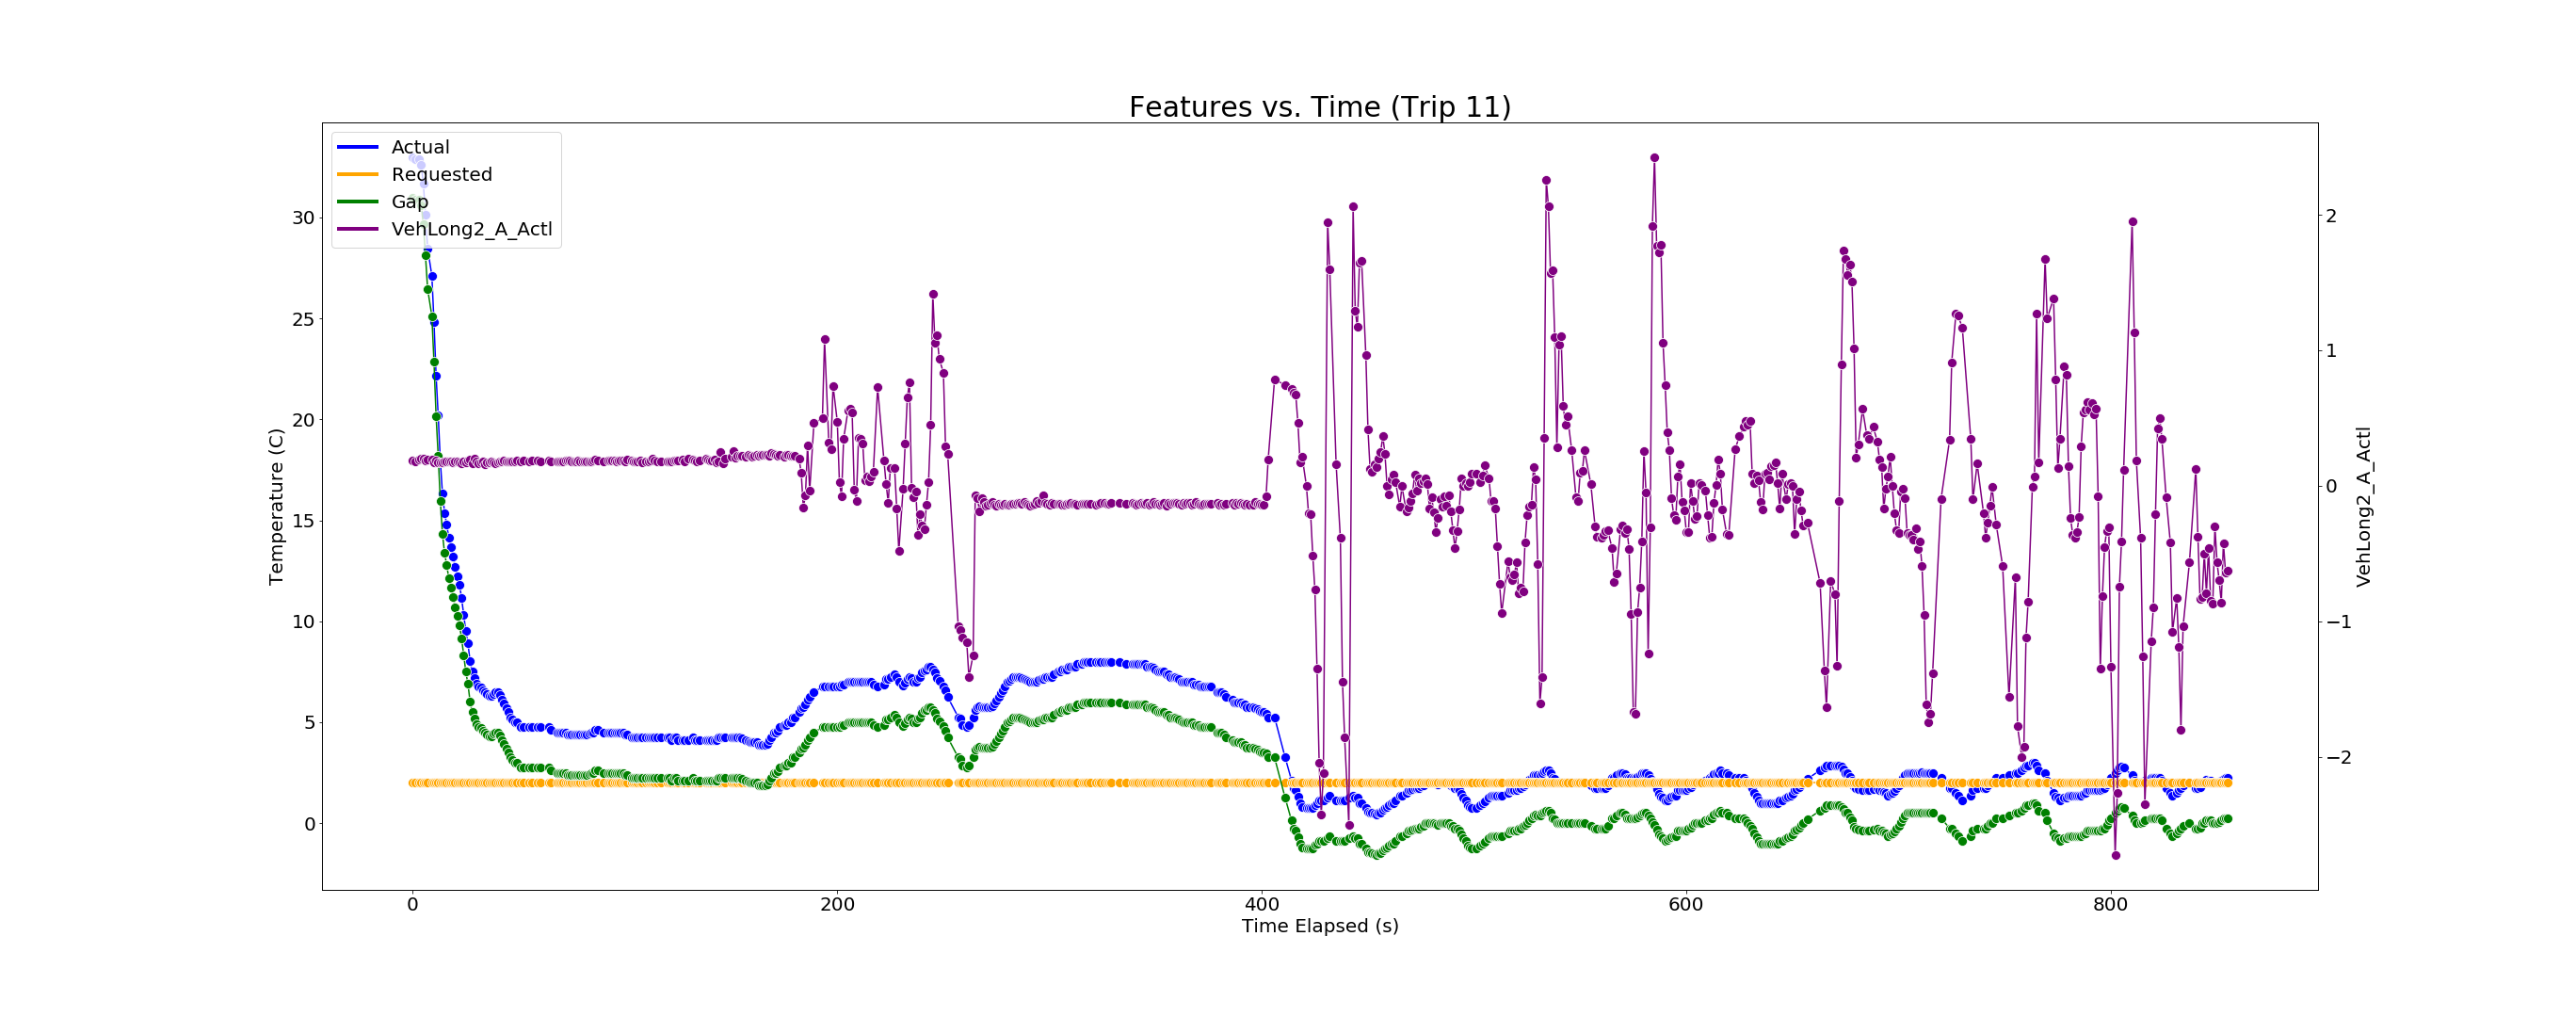 Features vs. Time (Trip 11)
Actual
Requested
Gap
VehLong2_A_Actl
Temperature (C)
30
25
20
15
10
5
0
2
1
0
−1
−2
VehLong2_A_Actl
0 200 400 600 800
Time Elapsed (s)